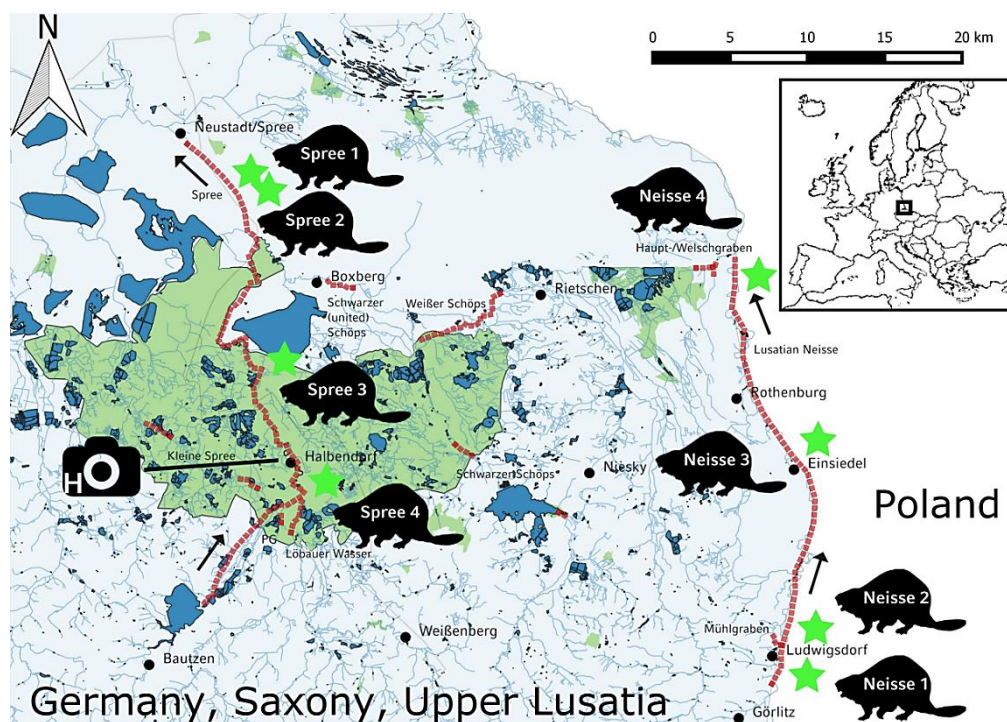 N
0 5 10 15 20 km
Neustadt/Spree
Spree 1
Spree
Spree 2
Neisse 4
Haupt-/Welschgraben
Boxberg
Rietschen
Weißer Schöps
Schwarzer
(united)
Schöps
Lusatian Neisse
Spree 3
Rothenburg
Kleine Spree
Halbendorf
H
Neisse 3
Einsiedel
Schwarzer Schöps
Niesky
Poland
Spree 4
PG
Löbauer Wasser
Neisse 2
Mühlgraben
Weißenberg
Ludwigsdorf
Bautzen
Neisse 1
Germany, Saxony, Upper Lusatia
Görlitz